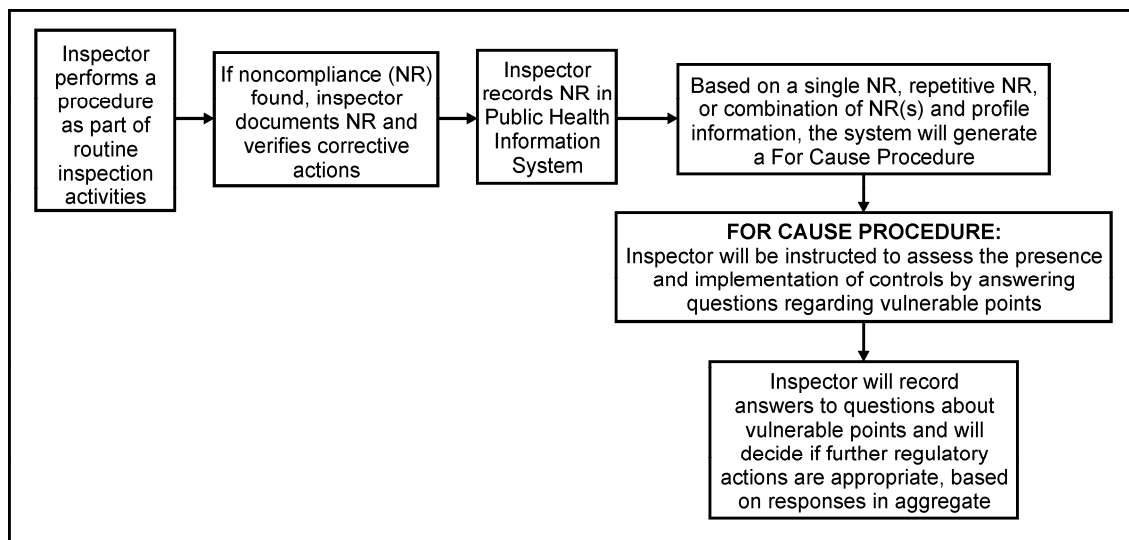 Inspector
performs a
procedure
as part of
routine
inspection
activities
If noncompliance (NR)
found, inspector
documents NR and
verifies corrective
actions
Inspector
records NR in
Public Health
Information
System
Based on a single NR, repetitive NR,
or combination of NR(s) and profile
information, the system will generate
a For Cause Procedure
FOR CAUSE PROCEDURE:
Inspector will be instructed to assess the presence
and implementation of controls by answering
questions regarding vulnerable points
Inspector will record
answers to questions about
vulnerable points and will
decide if further regulatory
actions are appropriate, based
on responses in aggregate